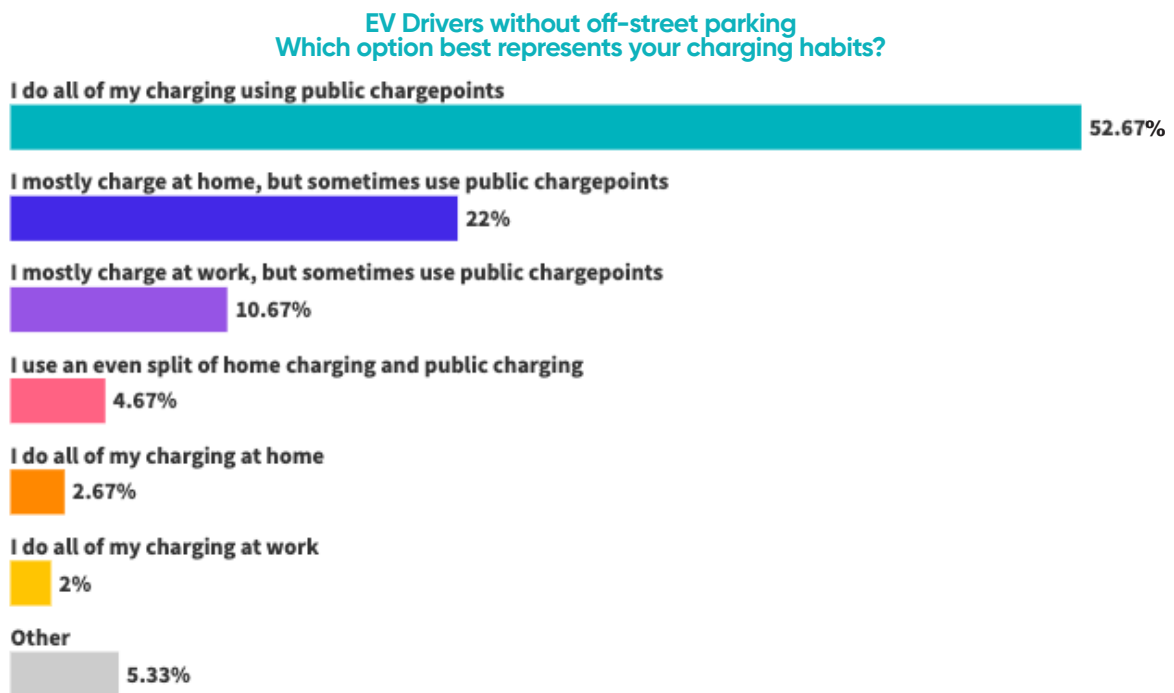 EV Drivers without off-street parking
Which option best represents your charging habits?
I do all of my charging using public chargepoints
52.67%
I mostly charge at home, but sometimes use public chargepoints
22%
I mostly charge at work, but sometimes use public chargepoints
10.67%
I use an even split of home charging and public charging
4.67%
I do all of my charging at home
2.67%
I do all of my charging at work
2%
Other
5.33%